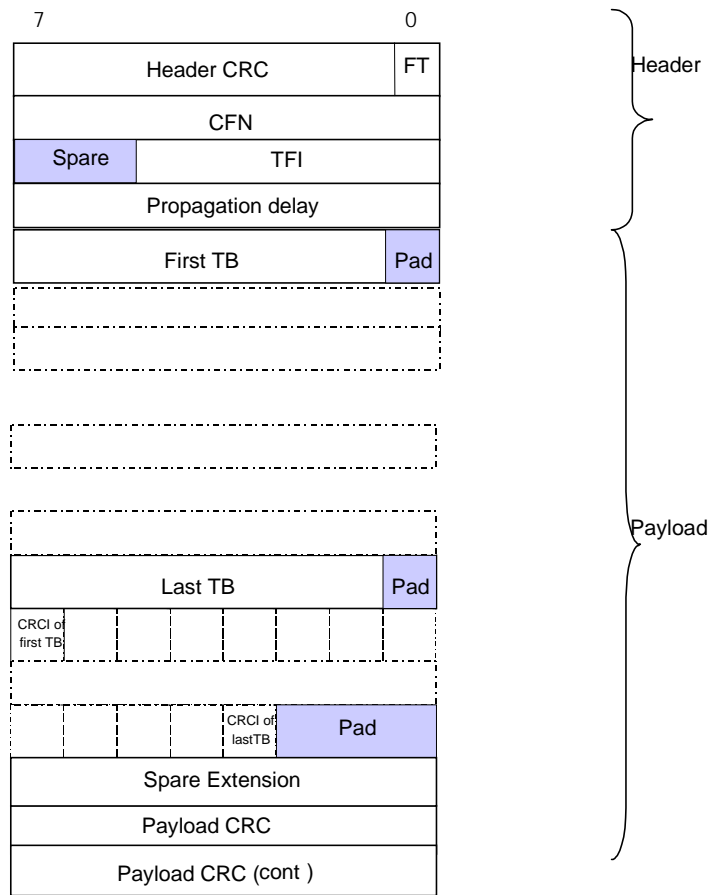 7 0
Header CRC FT
Header
CFN
Spare TFI
Propagation delay
First TB Pad
Payload
Last TB Pad
CRCI of
first TB
CRCI of
lastTB
Pad
Spare Extension
Payload CRC
Payload CRC (cont )